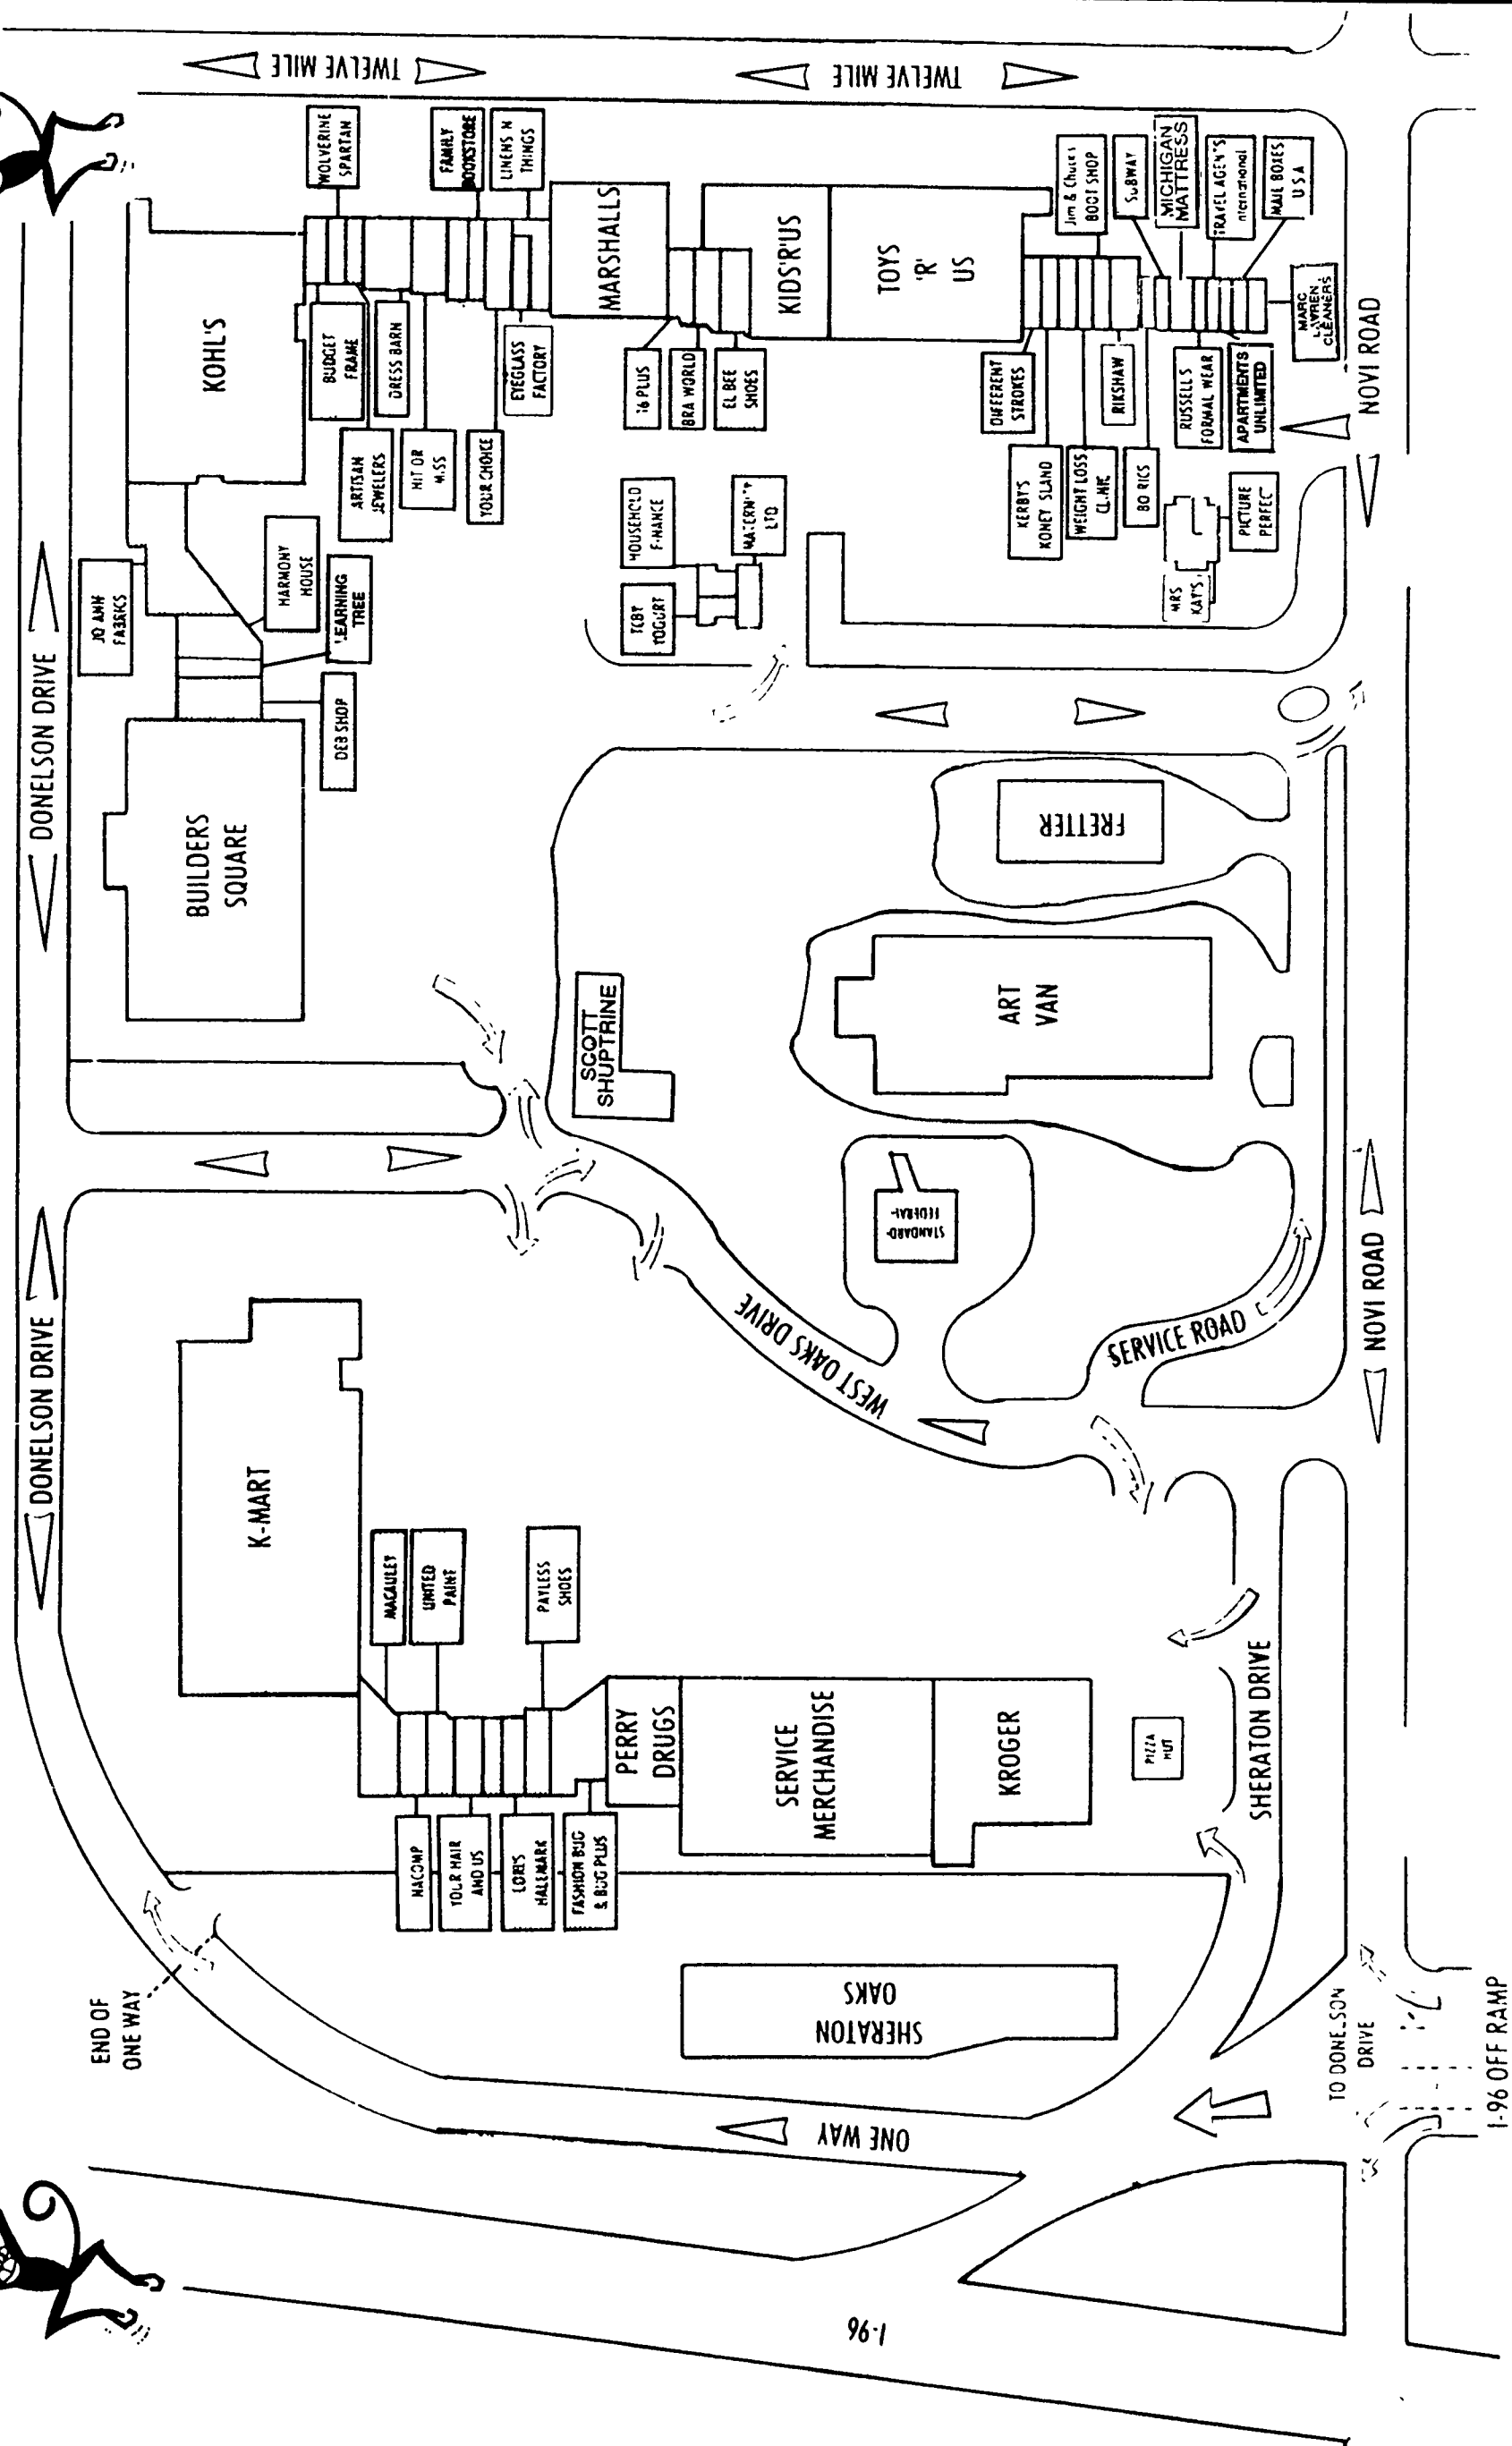 DONELSON DRIVE
DONELSON DRIVE
TWELVE MILE
TWELVE MILE
NOVI ROAD
NOVI ROAD
WEST OAKS DRIVE
SERVICE ROAD
SHERATON DRIVE
ONE WAY
END OF
ONE WAY
I-96
TO DONELSON
DRIVE
I-96 OFF RAMP
K-MART
MACAULEY
UNITED
PAINT
PAYLESS
SHOES
NACOMP
YOUR HAIR
AND US
LORI'S
HALLMARK
FASHION BUG
& BUG PLUS
PERRY
DRUGS
SERVICE
MERCHANDISE
KROGER
PIZZA
HUT
SHERATON
OAKS
BUILDERS
SQUARE
JO ANN
FABRICS
HARMONY
HOUSE
LEARNING
TREE
DEB SHOP
KOHL'S
WOLVERINE
SPARTAN
BUDGET
FRAME
ARTISAN
JEWELERS
DRESS BARN
HIT OR
MISS
FAMILY
BOOKSTORE
YOUR CHOICE
LINENS N
THINGS
EYEGLASS
FACTORY
MARSHALLS
16 PLUS
BRA WORLD
EL BEE
SHOES
KIDS'R'US
TOYS
'R'
US
HOUSEHOLD
FINANCE
TCBY
YOGURT
MATERNITY
LTD
DIFFERENT
STROKES
KERBY'S
KONEY ISLAND
WEIGHT LOSS
CLINIC
Jim & Chuck's
BOOT SHOP
RIKSHAW
BO RICS
SUBWAY
MICHIGAN
MATTRESS
RUSSELL'S
FORMAL WEAR
TRAVEL AGENTS
International
APARTMENTS
UNLIMITED
MAIL BOXES
U S A
MARC
CLEANERS
MRS
KAT'S
PICTURE
PERFECT
SCOTT
SHUPTRINE
STANDARD-
FEDERAL-
ART
VAN
FRETTER